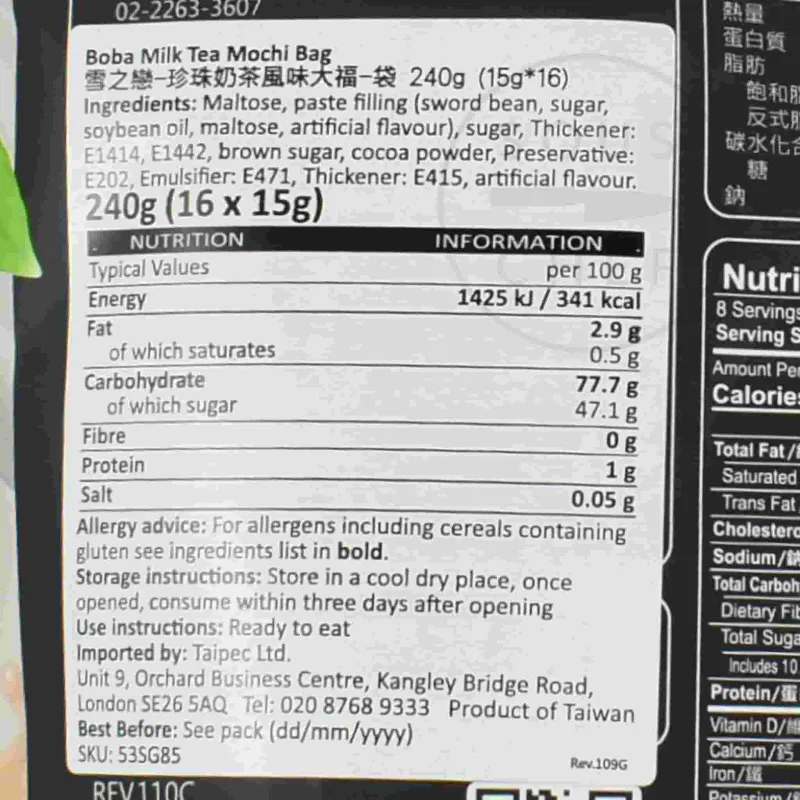 02-2263-3607
Boba Milk Tea Mochi Bag
雪之戀-珍珠奶茶風味大福-袋 240g (15g*16)
Ingredients: Maltose, paste filling (sword bean, sugar,
soybean oil, maltose, artificial flavour), sugar, Thickener:
E1414, E1442, brown sugar, cocoa powder, Preservative:
E202, Emulsifier: E471, Thickener: E415, artificial flavour.
240g (16 x 15g)
NUTRITION INFORMATION
Typical Values per 100 g
Energy 1425 kJ / 341 kcal
Fat 2.9 g
of which saturates 0.5 g
Carbohydrate 77.7 g
of which sugar 47.1 g
Fibre 0 g
Protein 1 g
Salt 0.05 g
Allergy advice: For allergens including cereals containing
gluten see ingredients list in bold.
Storage instructions: Store in a cool dry place, once
opened, consume within three days after opening
Use instructions: Ready to eat
Imported by: Taipec Ltd.
Unit 9, Orchard Business Centre, Kangley Bridge Road,
London SE26 5AQ Tel: 020 8768 9333 Product of Taiwan
Best Before: See pack (dd/mm/yyyy)
SKU: 53SG85
Rev.109G
REV110C
熱量
蛋白質
脂肪
飽和脂
反式脂
碳水化合
糖
鈉
Nutri
8 Servings
Serving S
Amount Per
Calories
Total Fat/
Saturated
Trans Fat
Cholestero
Sodium/鈉
Total Carboh
Dietary Fib
Total Suga
Includes 10
Protein/蛋
Vitamin D/
Calcium/鈣
Iron/鐵
Potassium